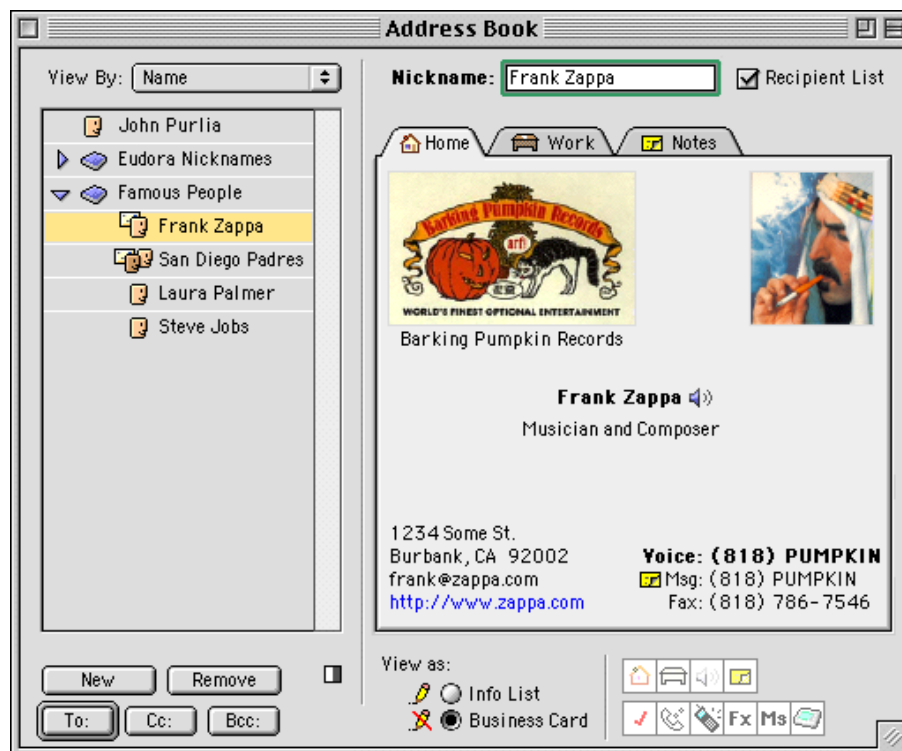 Address Book
View By: Name
John Purlia
Eudora Nicknames
Famous People
Frank Zappa
San Diego Padres
Laura Palmer
Steve Jobs
New Remove
To: Cc: Bcc:
Nickname: Frank Zappa Recipient List
Home Work Notes
Barking Pumpkin Records
arf!
WORLD'S FINEST OPTIONAL ENTERTAINMENT
Barking Pumpkin Records
Frank Zappa
Musician and Composer
1234 Some St.
Burbank, CA 92002
frank@zappa.com
http://www.zappa.com
Voice: (818) PUMPKIN
Msg: (818) PUMPKIN
Fax: (818) 786-7546
View as:
Info List
Business Card
Fx Ms